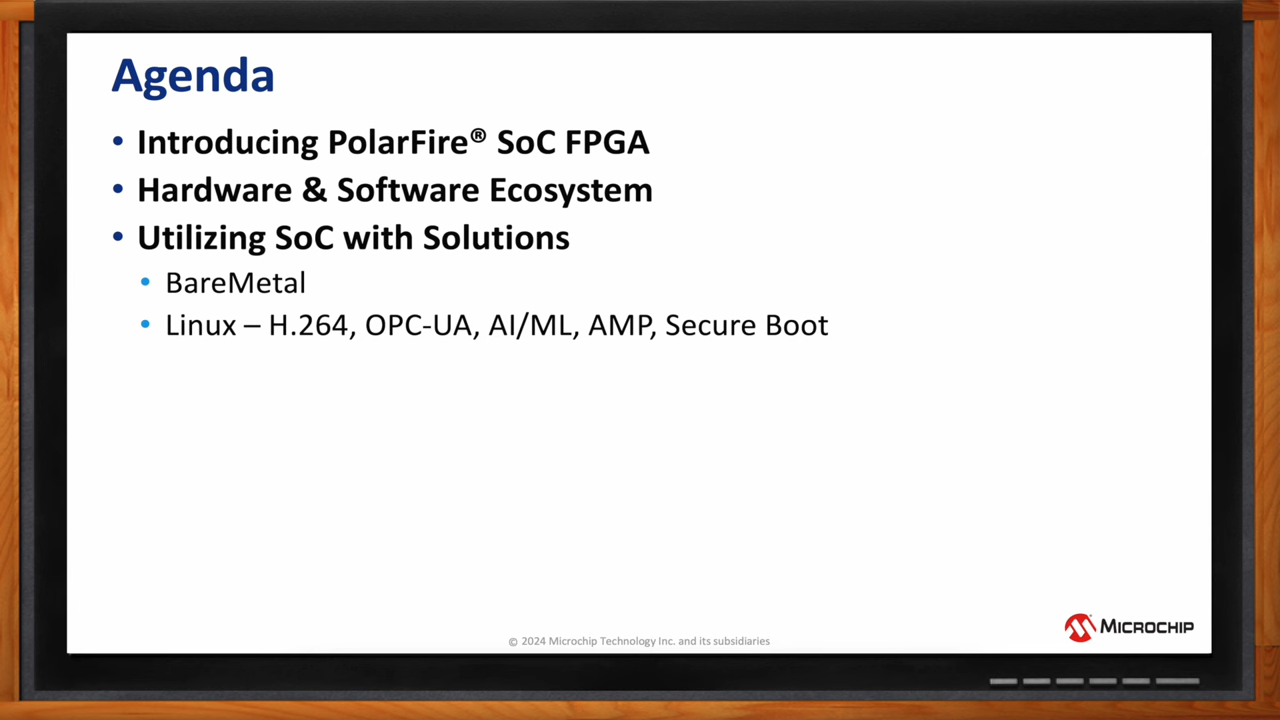 Agenda
• Introducing PolarFire® SoC FPGA
• Hardware & Software Ecosystem
• Utilizing SoC with Solutions
• BareMetal
• Linux – H.264, OPC-UA, AI/ML, AMP, Secure Boot
MICROCHIP
© 2024 Microchip Technology Inc. and its subsidiaries